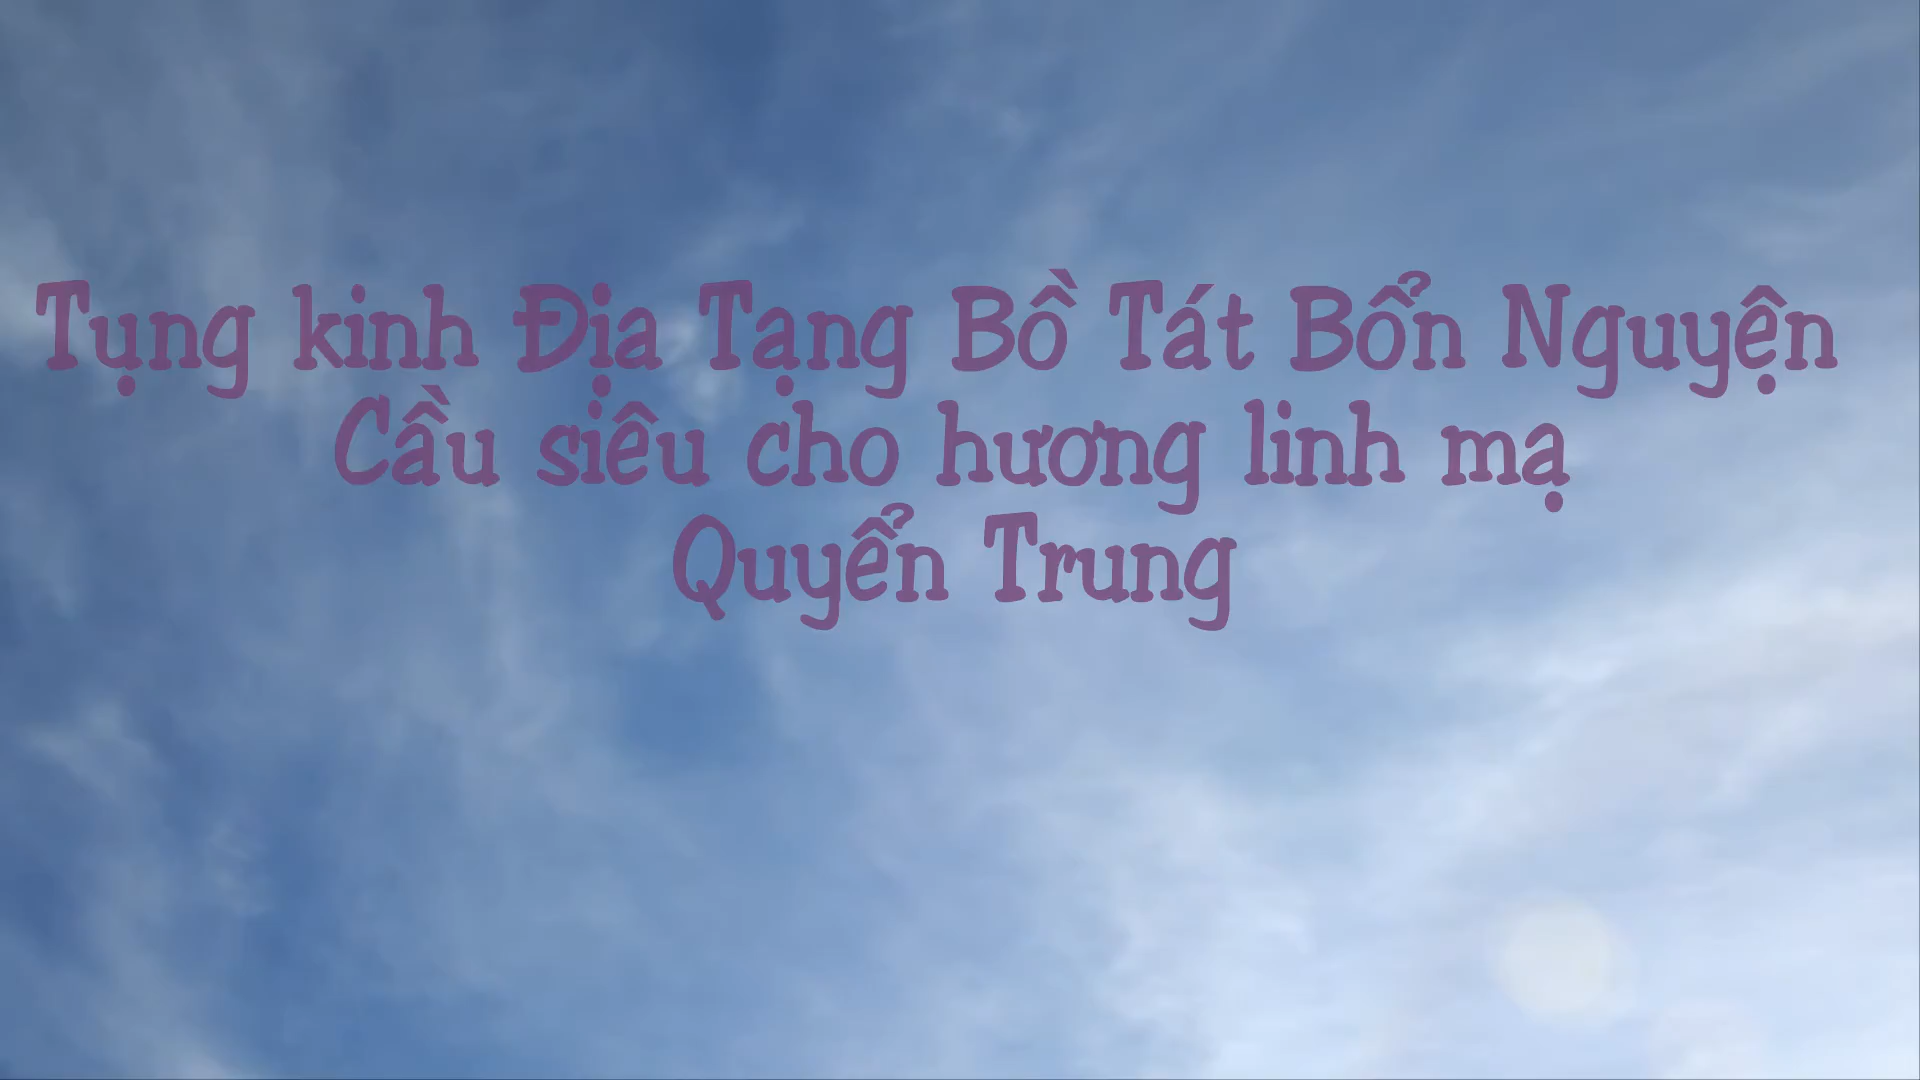 Tụng kinh Địa Tạng Bồ Tát Bổn Nguyện
Cầu siêu cho hương linh mạ
Quyển Trung